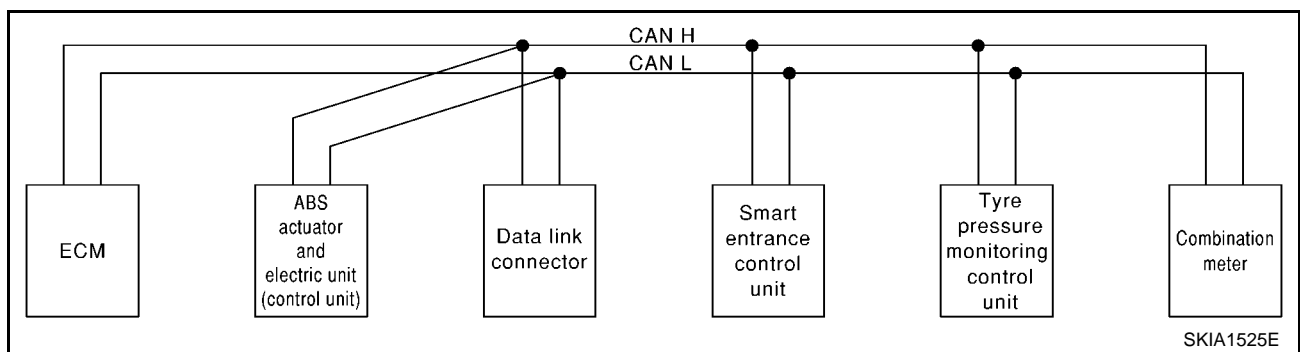 CAN H
CAN L
ECM
ABS
actuator
and
electric unit
(control unit)
Data link
connector
Smart
entrance
control
unit
Tyre
pressure
monitoring
control
unit
Combination
meter
SKIA1525E